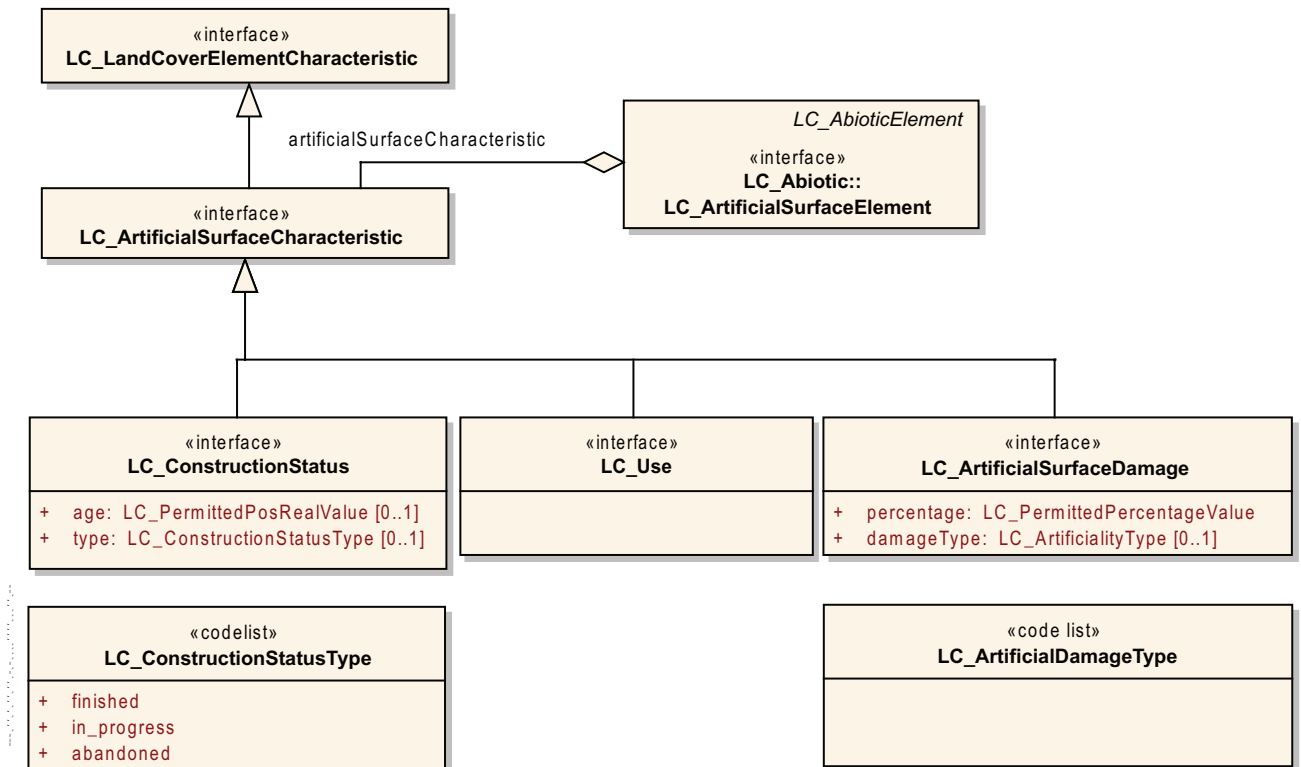 «interface»
LC_LandCoverElementCharacteristic
artificialSurfaceCharacteristic
LC_AbioticElement
«interface»
LC_Abiotic::
LC_ArtificialSurfaceElement
«interface»
LC_ArtificialSurfaceCharacteristic
«interface»
LC_ConstructionStatus
+ age: LC_PermittedPosRealValue [0..1]
+ type: LC_ConstructionStatusType [0..1]
«interface»
LC_Use
«interface»
LC_ArtificialSurfaceDamage
+ percentage: LC_PermittedPercentageValue
+ damageType: LC_ArtificialityType [0..1]
«codelist»
LC_ConstructionStatusType
+ finished
+ in_progress
+ abandoned
«code list»
LC_ArtificialDamageType